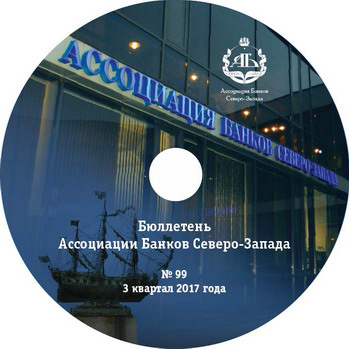 Ассоциация Банков
Северо-Запада
АССОЦИАЦИЯ БАНКОВ СЕВЕРО-ЗАПАДА
Бюллетень
Ассоциации Банков Северо-Запада
№ 99
3 квартал 2017 года